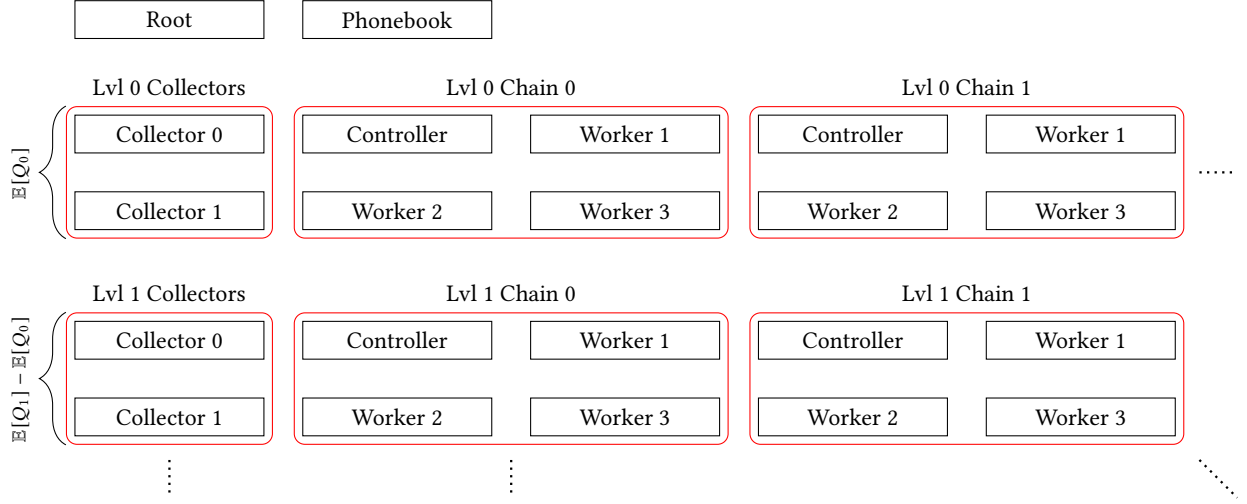 Root Phonebook
Lvl 0 Collectors Lvl 0 Chain 0 Lvl 0 Chain 1
𝔼[Q₀]
Collector 0 Controller Worker 1 Controller Worker 1
Collector 1 Worker 2 Worker 3 Worker 2 Worker 3
Lvl 1 Collectors Lvl 1 Chain 0 Lvl 1 Chain 1
𝔼[Q₁] − 𝔼[Q₀]
Collector 0 Controller Worker 1 Controller Worker 1
Collector 1 Worker 2 Worker 3 Worker 2 Worker 3